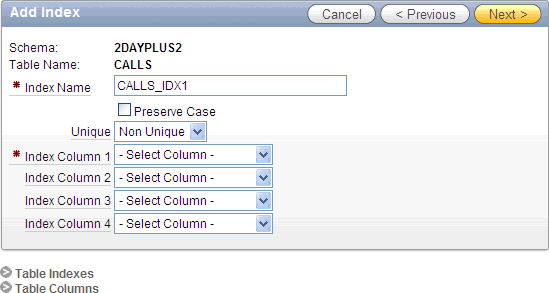 Add Index
Cancel
< Previous
Next >
Schema: 2DAYPLUS2
Table Name: CALLS
* Index Name CALLS_IDX1
Preserve Case
Unique Non Unique
* Index Column 1 - Select Column -
Index Column 2 - Select Column -
Index Column 3 - Select Column -
Index Column 4 - Select Column -
Table Indexes
Table Columns